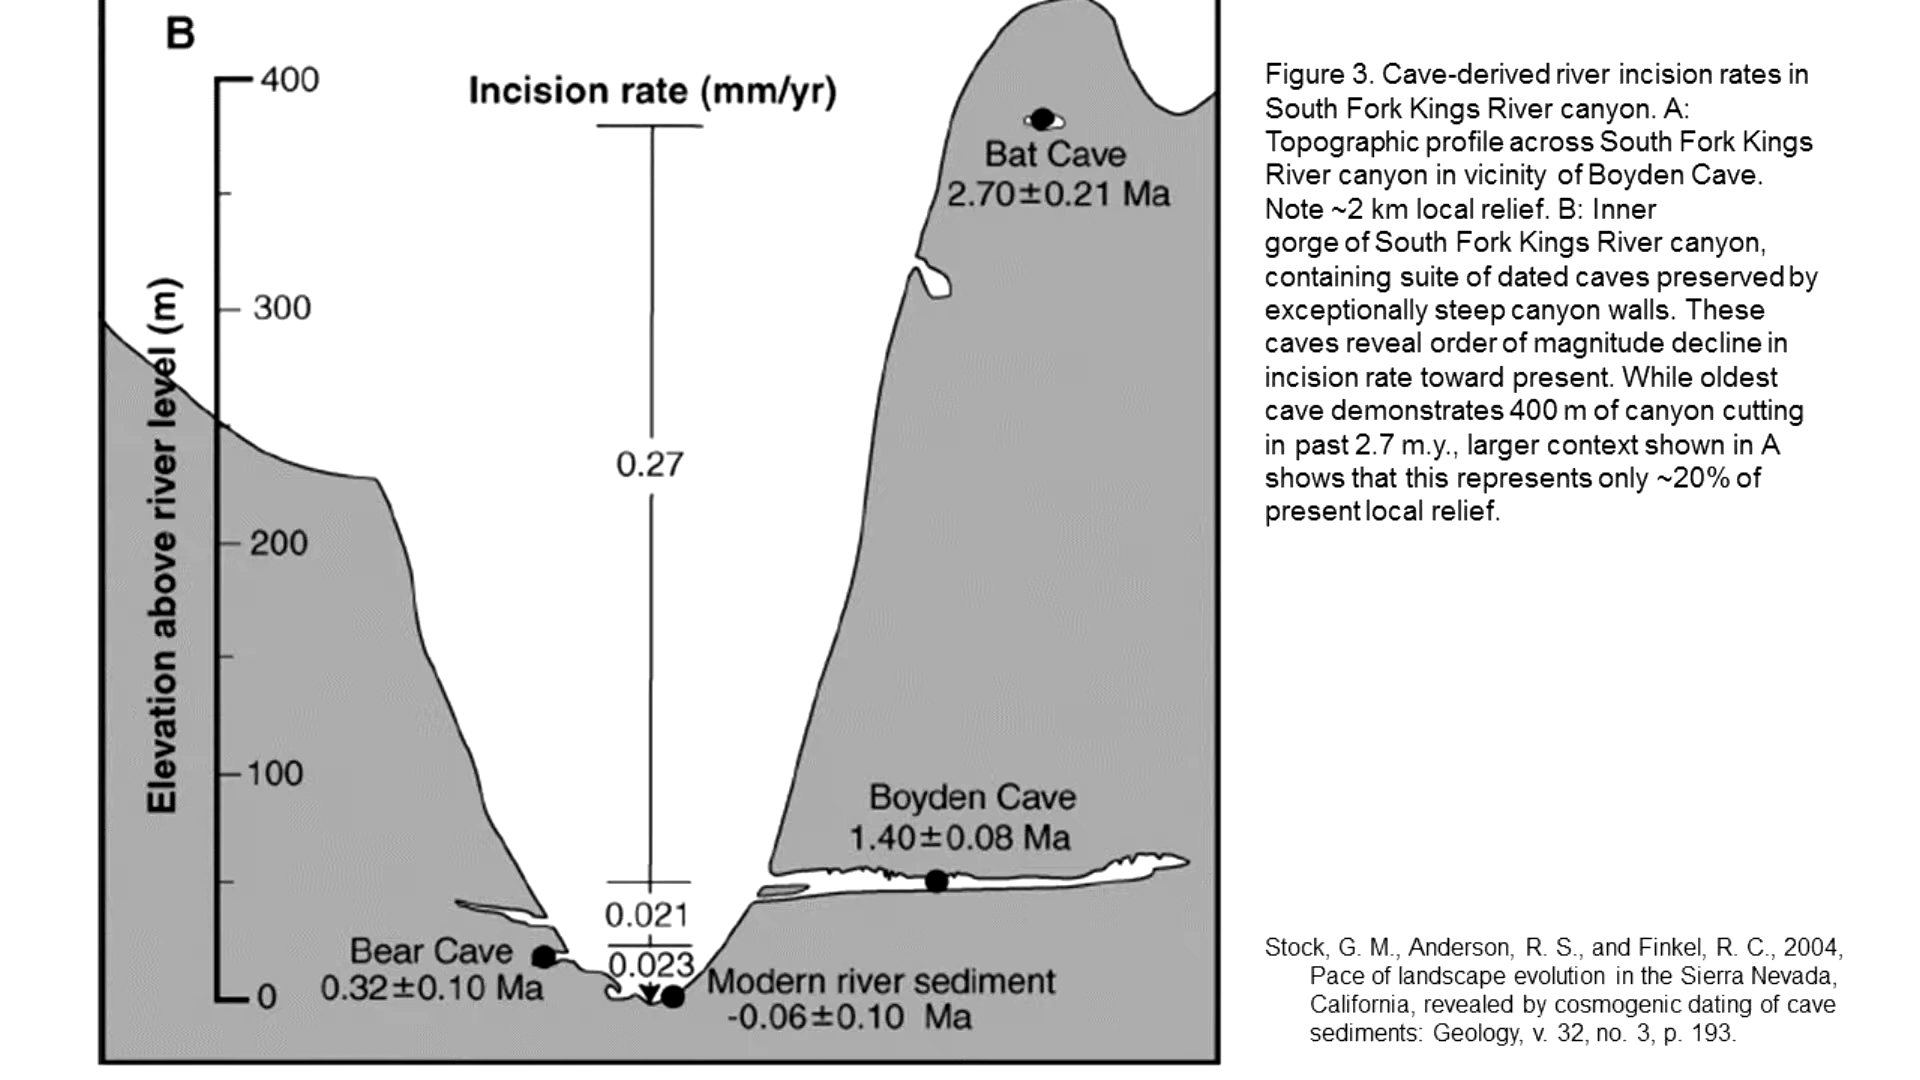 B
400
Incision rate (mm/yr)
Bat Cave
2.70±0.21 Ma
300
Elevation above river level (m)
0.27
200
100
Boyden Cave
1.40±0.08 Ma
0.021
Bear Cave
0.32±0.10 Ma
0.023
0
Modern river sediment
-0.06±0.10 Ma
Figure 3. Cave-derived river incision rates in
South Fork Kings River canyon. A:
Topographic profile across South Fork Kings
River canyon in vicinity of Boyden Cave.
Note ~2 km local relief. B: Inner
gorge of South Fork Kings River canyon,
containing suite of dated caves preserved by
exceptionally steep canyon walls. These
caves reveal order of magnitude decline in
incision rate toward present. While oldest
cave demonstrates 400 m of canyon cutting
in past 2.7 m.y., larger context shown in A
shows that this represents only ~20% of
present local relief.
Stock, G. M., Anderson, R. S., and Finkel, R. C., 2004,
Pace of landscape evolution in the Sierra Nevada,
California, revealed by cosmogenic dating of cave
sediments: Geology, v. 32, no. 3, p. 193.